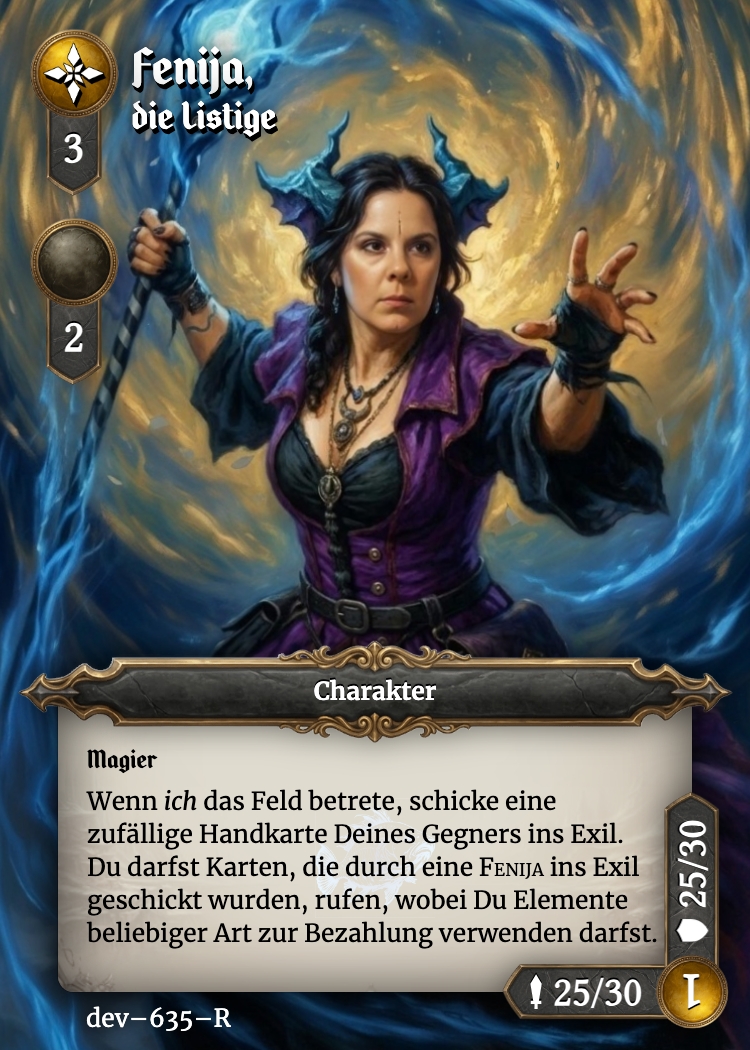 Fenija,
die Listige
3
2
Charakter
Magier
Wenn ich das Feld betrete, schicke eine
zufällige Handkarte Deines Gegners ins Exil.
Du darfst Karten, die durch eine Fenija ins Exil
geschickt wurden, rufen, wobei Du Elemente
beliebiger Art zur Bezahlung verwenden darfst.
25/30
25/30
1
dev–635–R